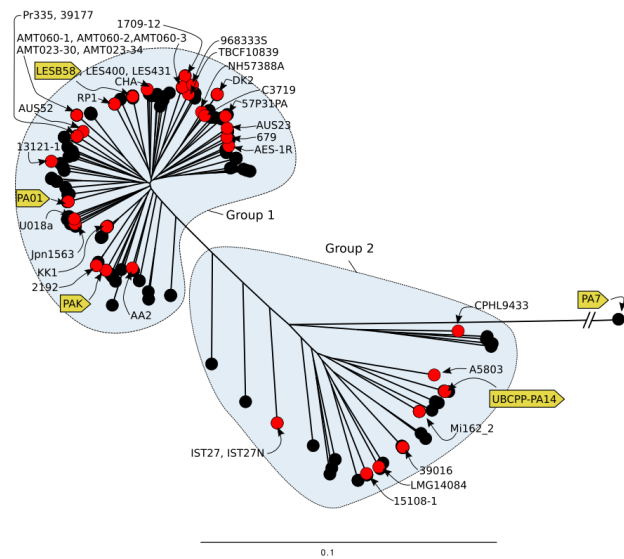 Pr335, 39177
1709-12
AMT060-1, AMT060-2,AMT060-3
AMT023-30, AMT023-34
968333S
TBCF10839
NH57388A
LESB58, LES400, LES431
CHA
DK2
RP1
C3719
57P31PA
AUS52
AUS23
679
13121-1
AES-1R
PA01
Group 1
U018a
Jpn1563
Group 2
KK1
2192
PAK
AA2
PA7
CPHL9433
A5803
UBCPP-PA14
Mi162_2
IST27, IST27N
39016
LMG14084
15108-1
0.1